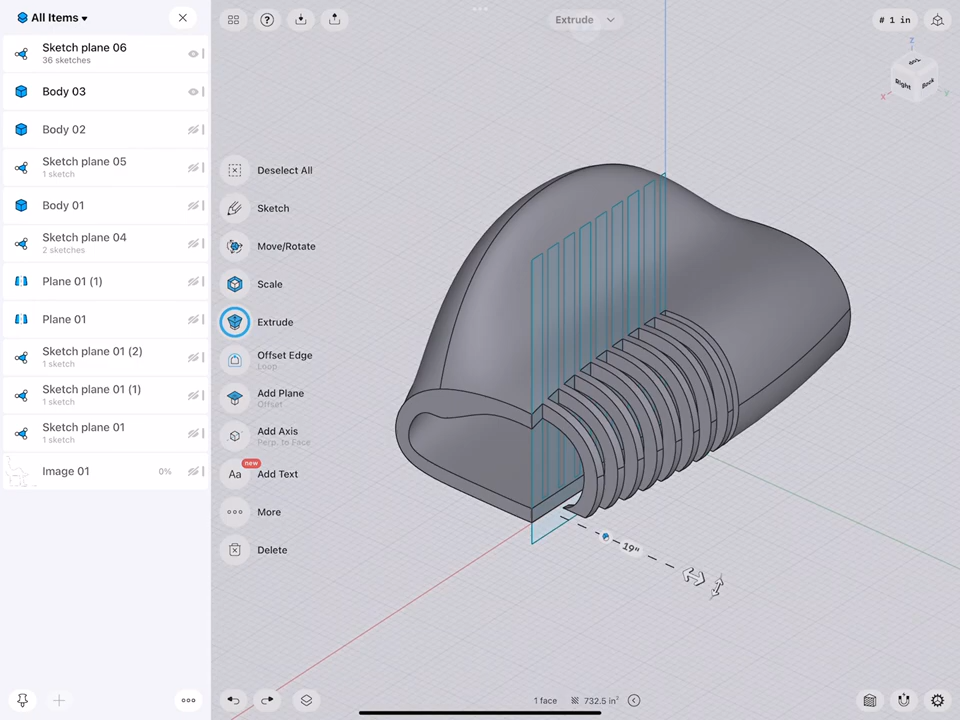 All Items
Sketch plane 06
36 sketches
Body 03
Body 02
Sketch plane 05
1 sketch
Body 01
Sketch plane 04
2 sketches
Plane 01 (1)
Plane 01
Sketch plane 01 (2)
1 sketch
Sketch plane 01 (1)
1 sketch
Sketch plane 01
1 sketch
Image 01
0%
Extrude
# 1 in
Z
Right
Back
X
Y
Deselect All
Sketch
Move/Rotate
Scale
Extrude
Offset Edge
Loop
Add Plane
Offset
Add Axis
Perp. to Face
new
Aa
Add Text
More
Delete
19"
1 face
732.5 in²